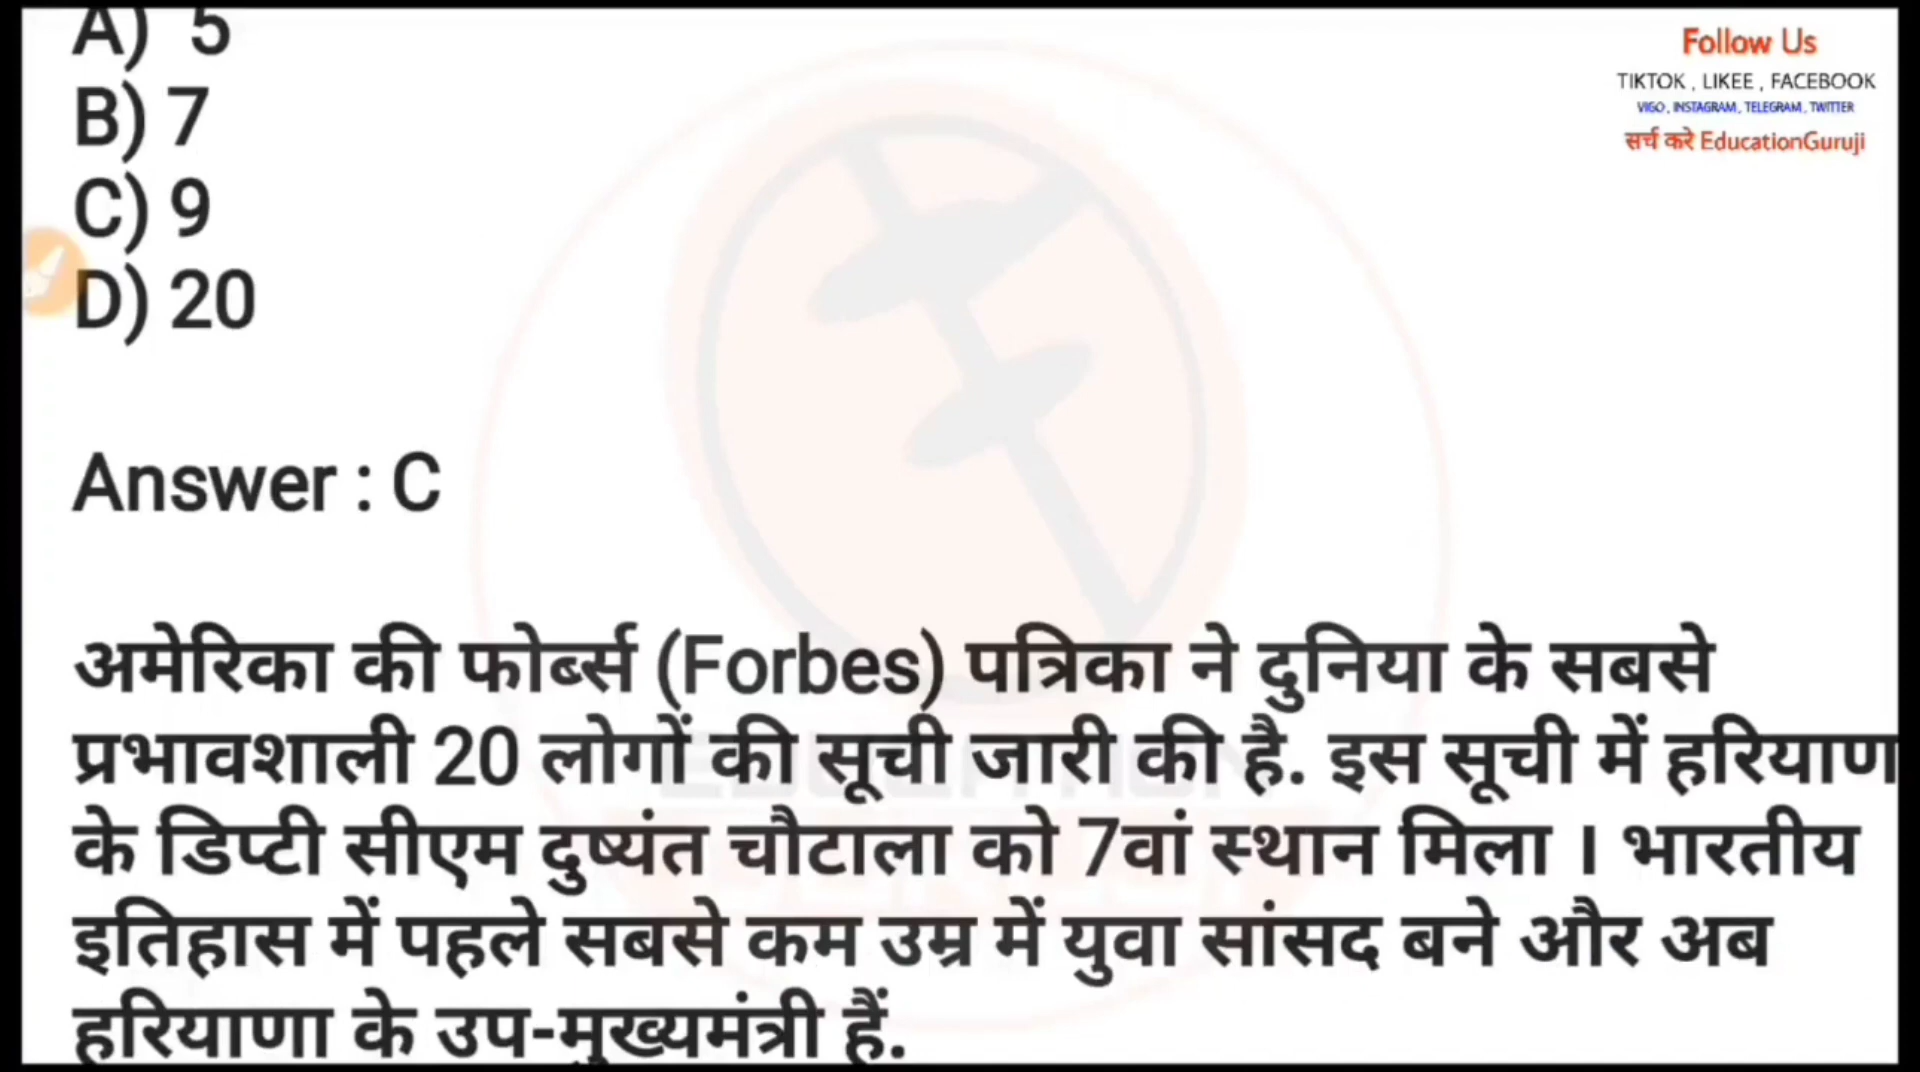 A) 5
B) 7
C) 9
D) 20
Answer : C
अमेरिका की फोर्ब्स (Forbes) पत्रिका ने दुनिया के सबसे
प्रभावशाली 20 लोगों की सूची जारी की है. इस सूची में हरियाण
के डिप्टी सीएम दुष्यंत चौटाला को 7वां स्थान मिला । भारतीय
इतिहास में पहले सबसे कम उम्र में युवा सांसद बने और अब
हरियाणा के उप-मुख्यमंत्री हैं.
Follow Us
TIKTOK , LIKEE , FACEBOOK
VIGO, INSTAGRAM, TELEGRAM, TWITTER
सर्च करे EducationGuruji